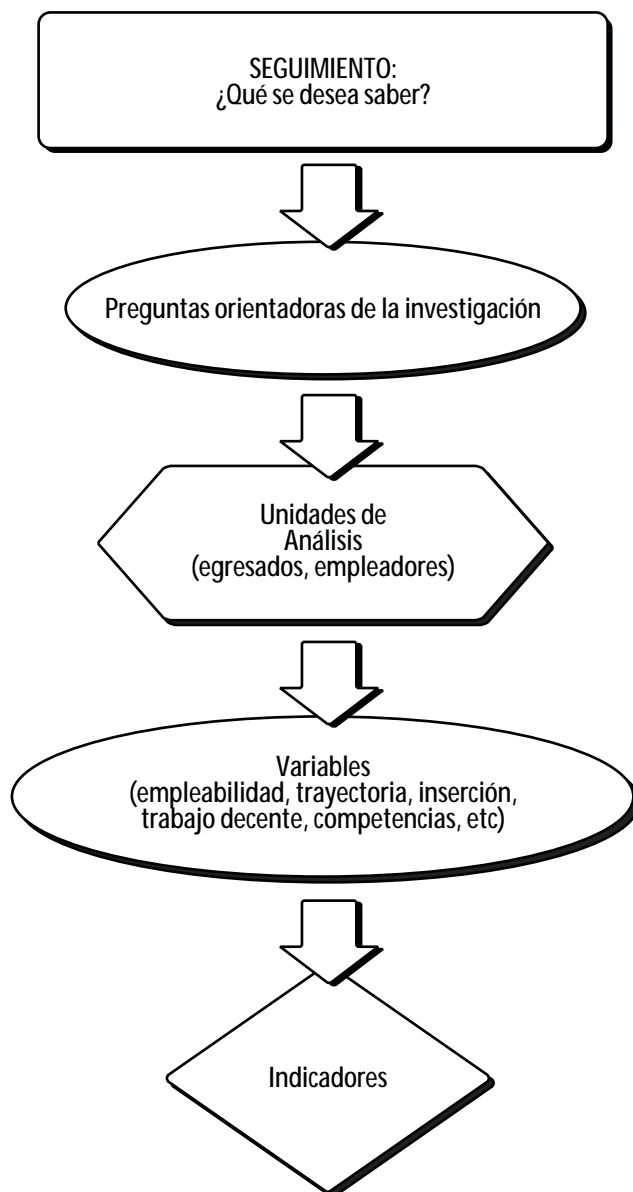 SEGUIMIENTO:
¿Qué se desea saber?
Preguntas orientadoras de la investigación
Unidades de
Análisis
(egresados, empleadores)
Variables
(empleabilidad, trayectoria, inserción,
trabajo decente, competencias, etc)
Indicadores